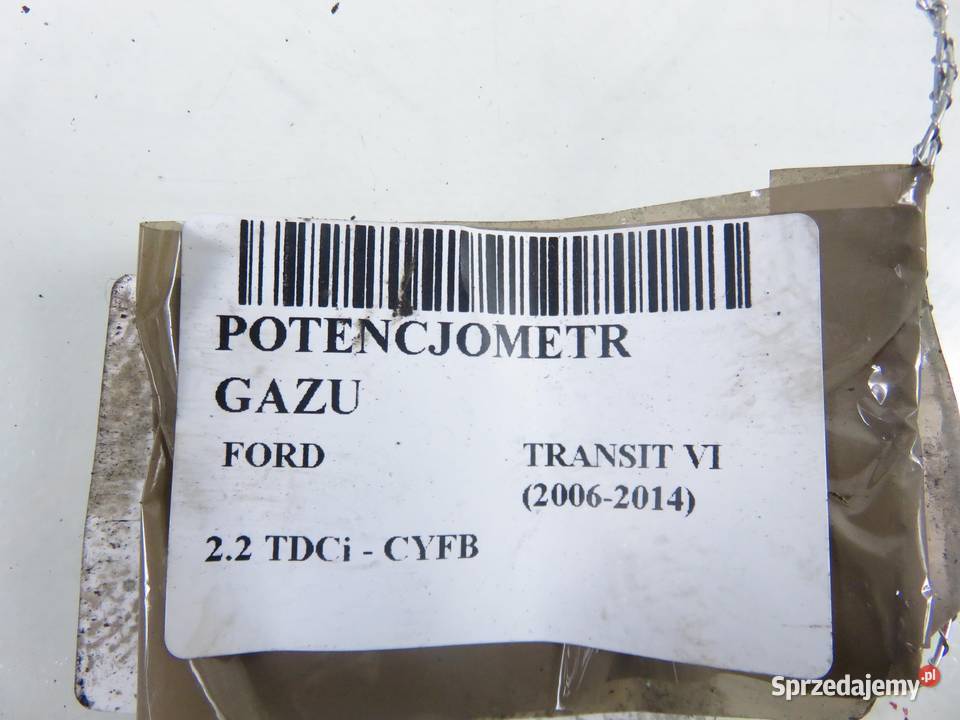 POTENCJOMETR
GAZU
FORD TRANSIT VI
(2006-2014)
2.2 TDCi - CYFB
Sprzedajemy.pl